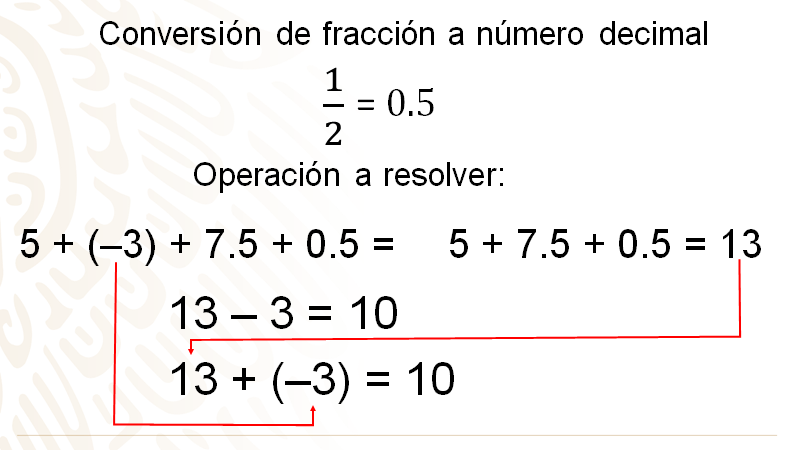 Conversión de fracción a número decimal
1/2 = 0.5
Operación a resolver:
5 + (–3) + 7.5 + 0.5 = 5 + 7.5 + 0.5 = 13
13 – 3 = 10
13 + (–3) = 10